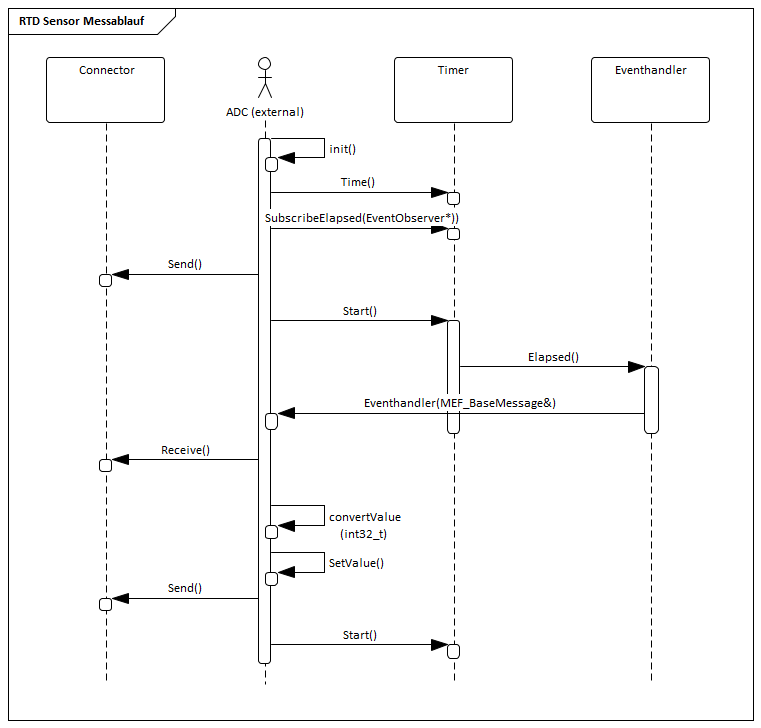 RTD Sensor Messablauf
Connector
ADC (external)
Timer
Eventhandler
init()
Time()
SubscribeElapsed(EventObserver*))
Send()
Start()
Elapsed()
Eventhandler(MEF_BaseMessage&)
Receive()
convertValue
(int32_t)
SetValue()
Send()
Start()